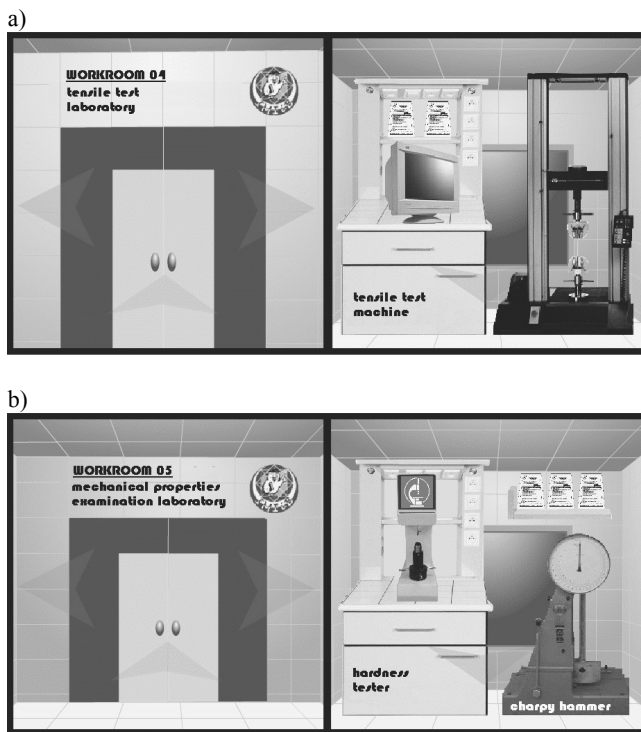 a)
WORKROOM 04
tensile test
laboratory
tensile test
machine
b)
WORKROOM 05
mechanical properties
examination laboratory
hardness
tester
charpy hammer